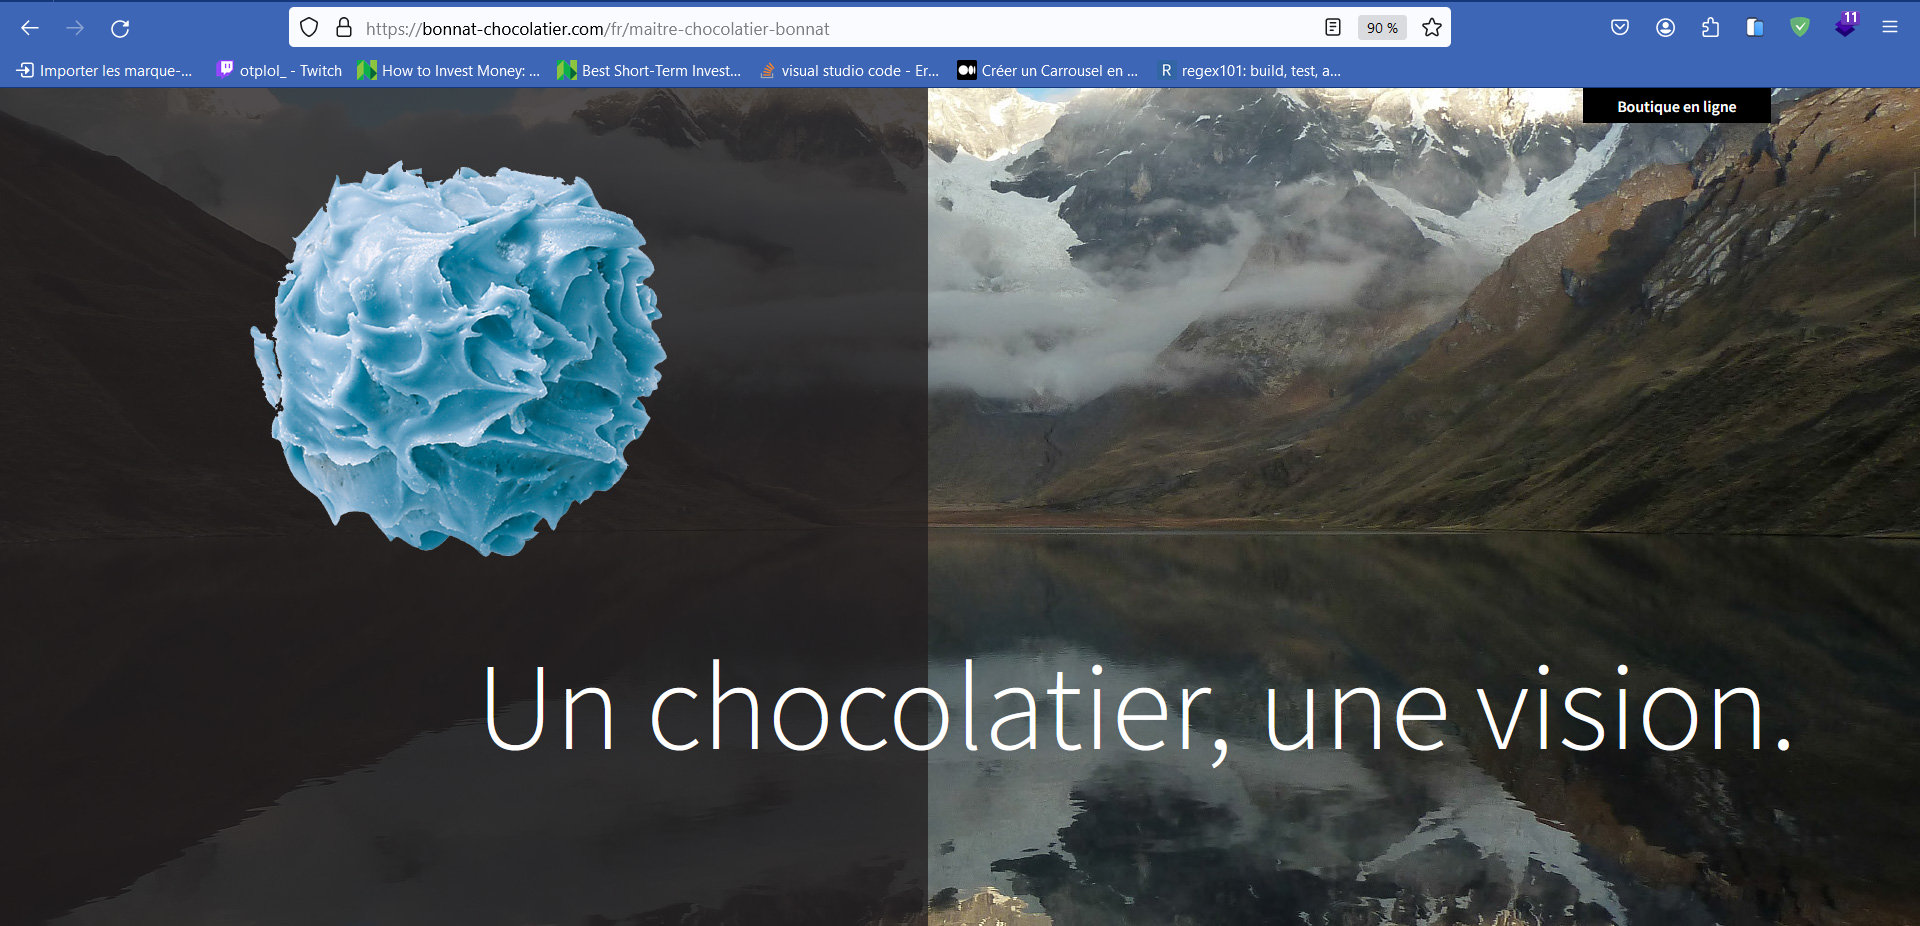 https://bonnat-chocolatier.com/fr/maitre-chocolatier-bonnat
90 %
11
Importer les marque-...
otplol_ - Twitch
How to Invest Money: ...
Best Short-Term Invest...
visual studio code - Er...
Créer un Carrousel en ...
R regex101: build, test, a...
Boutique en ligne
Un chocolatier, une vision.